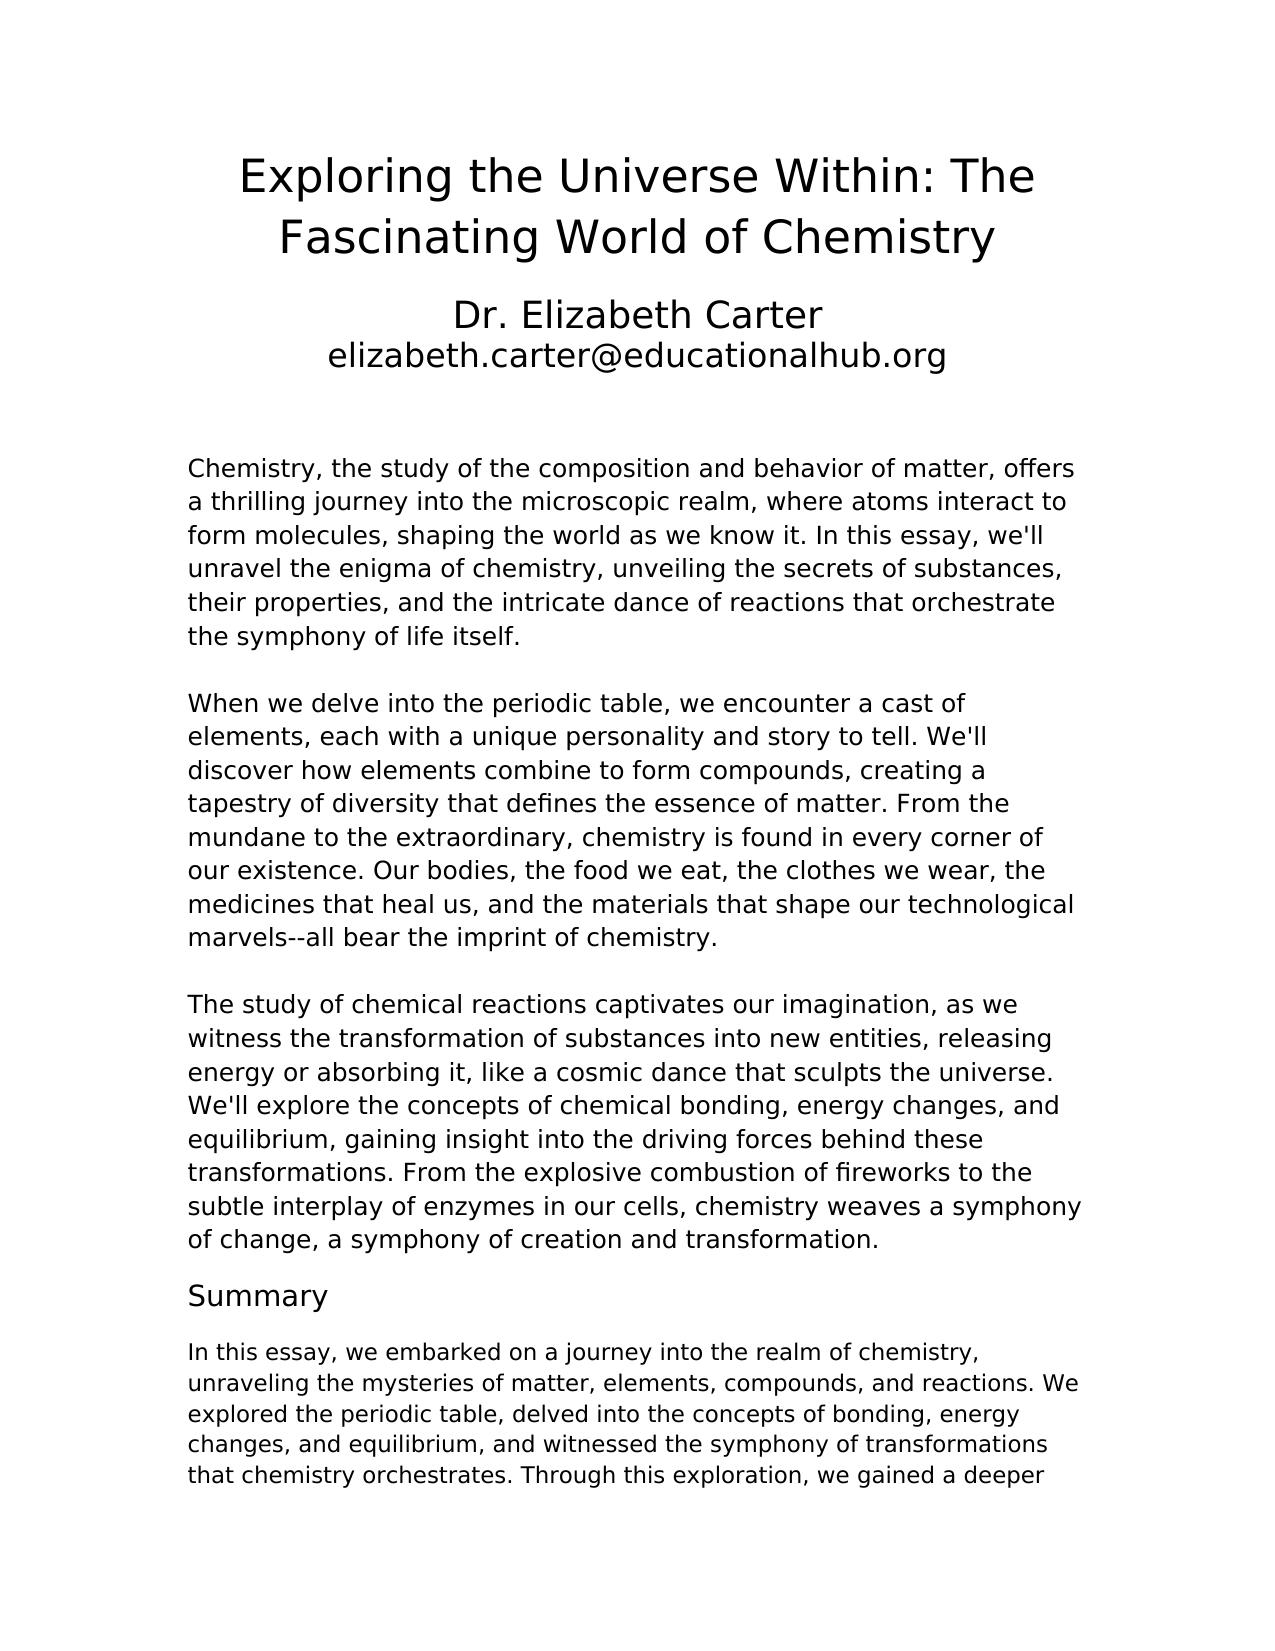 Exploring the Universe Within: The
Fascinating World of Chemistry
Dr. Elizabeth Carter
elizabeth.carter@educationalhub.org
Chemistry, the study of the composition and behavior of matter, offers
a thrilling journey into the microscopic realm, where atoms interact to
form molecules, shaping the world as we know it. In this essay, we'll
unravel the enigma of chemistry, unveiling the secrets of substances,
their properties, and the intricate dance of reactions that orchestrate
the symphony of life itself.
When we delve into the periodic table, we encounter a cast of
elements, each with a unique personality and story to tell. We'll
discover how elements combine to form compounds, creating a
tapestry of diversity that defines the essence of matter. From the
mundane to the extraordinary, chemistry is found in every corner of
our existence. Our bodies, the food we eat, the clothes we wear, the
medicines that heal us, and the materials that shape our technological
marvels--all bear the imprint of chemistry.
The study of chemical reactions captivates our imagination, as we
witness the transformation of substances into new entities, releasing
energy or absorbing it, like a cosmic dance that sculpts the universe.
We'll explore the concepts of chemical bonding, energy changes, and
equilibrium, gaining insight into the driving forces behind these
transformations. From the explosive combustion of fireworks to the
subtle interplay of enzymes in our cells, chemistry weaves a symphony
of change, a symphony of creation and transformation.
Summary
In this essay, we embarked on a journey into the realm of chemistry,
unraveling the mysteries of matter, elements, compounds, and reactions. We
explored the periodic table, delved into the concepts of bonding, energy
changes, and equilibrium, and witnessed the symphony of transformations
that chemistry orchestrates. Through this exploration, we gained a deeper